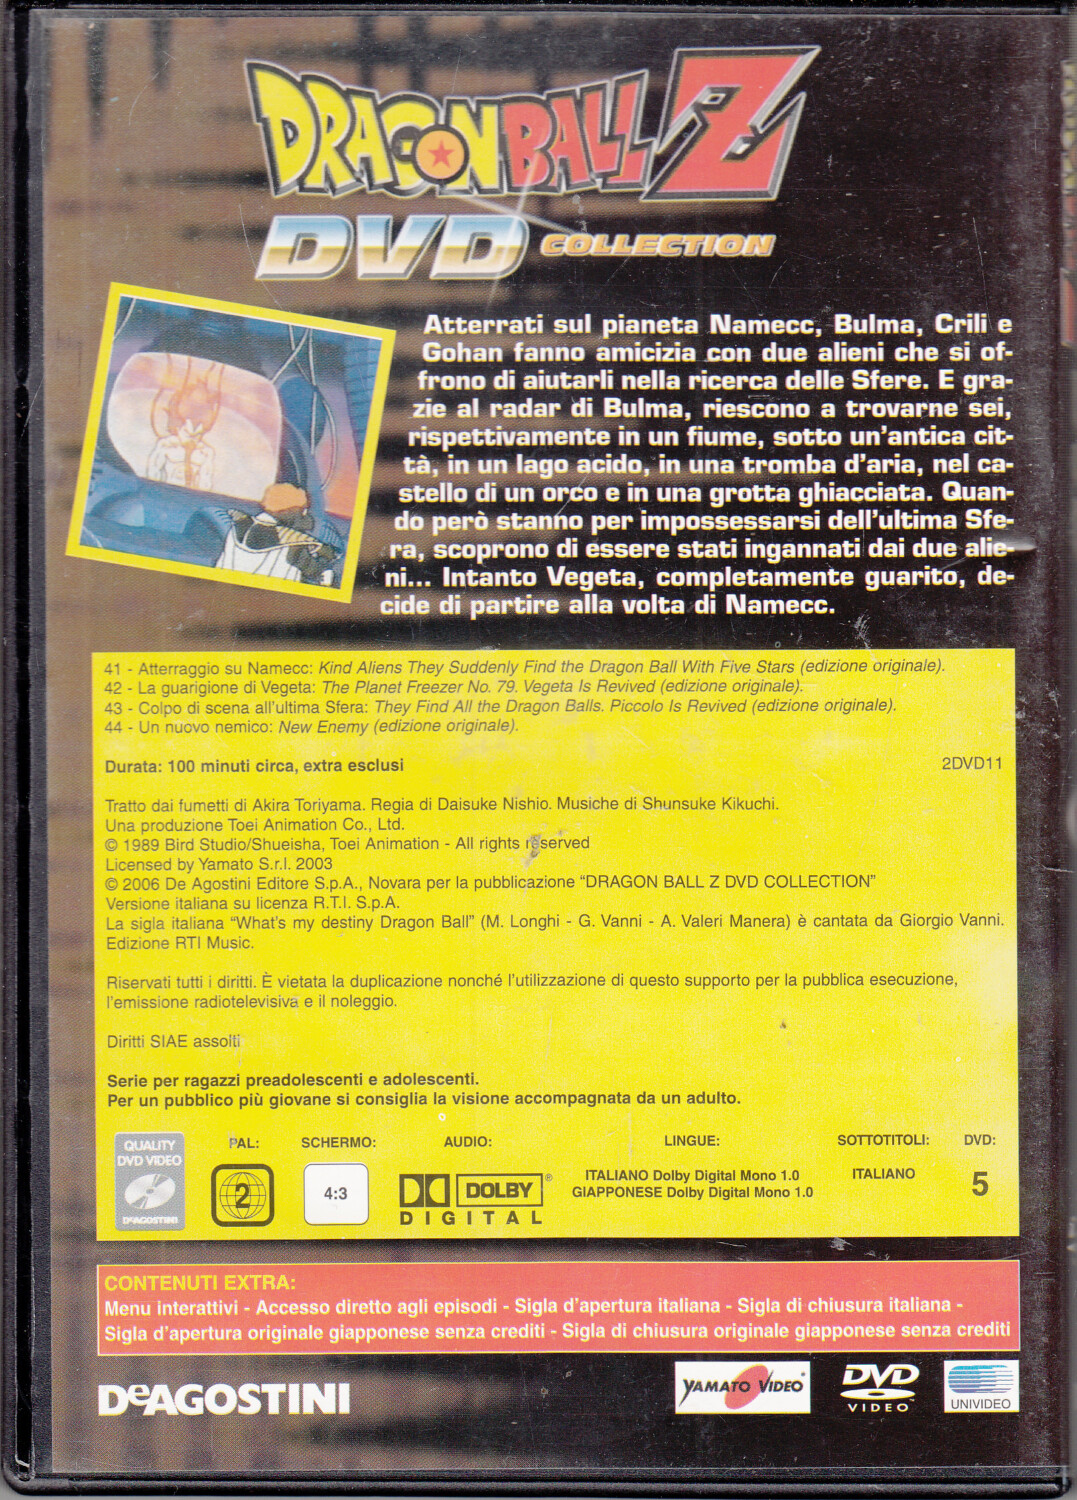 DRAGON BALL Z
DVD COLLECTION
Atterrati sul pianeta Namecc, Bulma, Crili e
Gohan fanno amicizia con due alieni che si of-
frono di aiutarli nella ricerca delle Sfere. E gra-
zie al radar di Bulma, riescono a trovarne sei,
rispettivamente in un fiume, sotto un'antica cit-
tà, in un lago acido, in una tromba d'aria, nel ca-
stello di un orco e in una grotta ghiacciata. Quan-
do però stanno per impossessarsi dell'ultima Sfe-
ra, scoprono di essere stati ingannati dai due alie-
ni... Intanto Vegeta, completamente guarito, de-
cide di partire alla volta di Namecc.
41 - Atterraggio su Namecc: Kind Aliens They Suddenly Find the Dragon Ball With Five Stars (edizione originale).
42 - La guarigione di Vegeta: The Planet Freezer No. 79. Vegeta Is Revived (edizione originale).
43 - Colpo di scena all'ultima Sfera: They Find All the Dragon Balls. Piccolo Is Revived (edizione originale).
44 - Un nuovo nemico: New Enemy (edizione originale).
Durata: 100 minuti circa, extra esclusi 2DVD11
Tratto dai fumetti di Akira Toriyama. Regia di Daisuke Nishio. Musiche di Shunsuke Kikuchi.
Una produzione Toei Animation Co., Ltd.
© 1989 Bird Studio/Shueisha, Toei Animation - All rights reserved
Licensed by Yamato S.r.l. 2003
© 2006 De Agostini Editore S.p.A., Novara per la pubblicazione "DRAGON BALL Z DVD COLLECTION"
Versione italiana su licenza R.T.I. S.p.A.
La sigla italiana "What's my destiny Dragon Ball" (M. Longhi - G. Vanni - A. Valeri Manera) è cantata da Giorgio Vanni.
Edizione RTI Music.
Riservati tutti i diritti. È vietata la duplicazione nonché l'utilizzazione di questo supporto per la pubblica esecuzione,
l'emissione radiotelevisiva e il noleggio.
Diritti SIAE assolti
Serie per ragazzi preadolescenti e adolescenti.
Per un pubblico più giovane si consiglia la visione accompagnata da un adulto.
QUALITY
DVD VIDEO
DeAGOSTINI
PAL: SCHERMO: AUDIO: LINGUE: SOTTOTITOLI: DVD:
2 4:3 DOLBY®
DIGITAL
ITALIANO Dolby Digital Mono 1.0
GIAPPONESE Dolby Digital Mono 1.0
ITALIANO
5
CONTENUTI EXTRA:
Menu interattivi - Accesso diretto agli episodi - Sigla d'apertura italiana - Sigla di chiusura italiana -
Sigla d'apertura originale giapponese senza crediti - Sigla di chiusura originale giapponese senza crediti
DeAGOSTINI
YAMATO VIDEO®
DVD
VIDEO™
UNIVIDEO